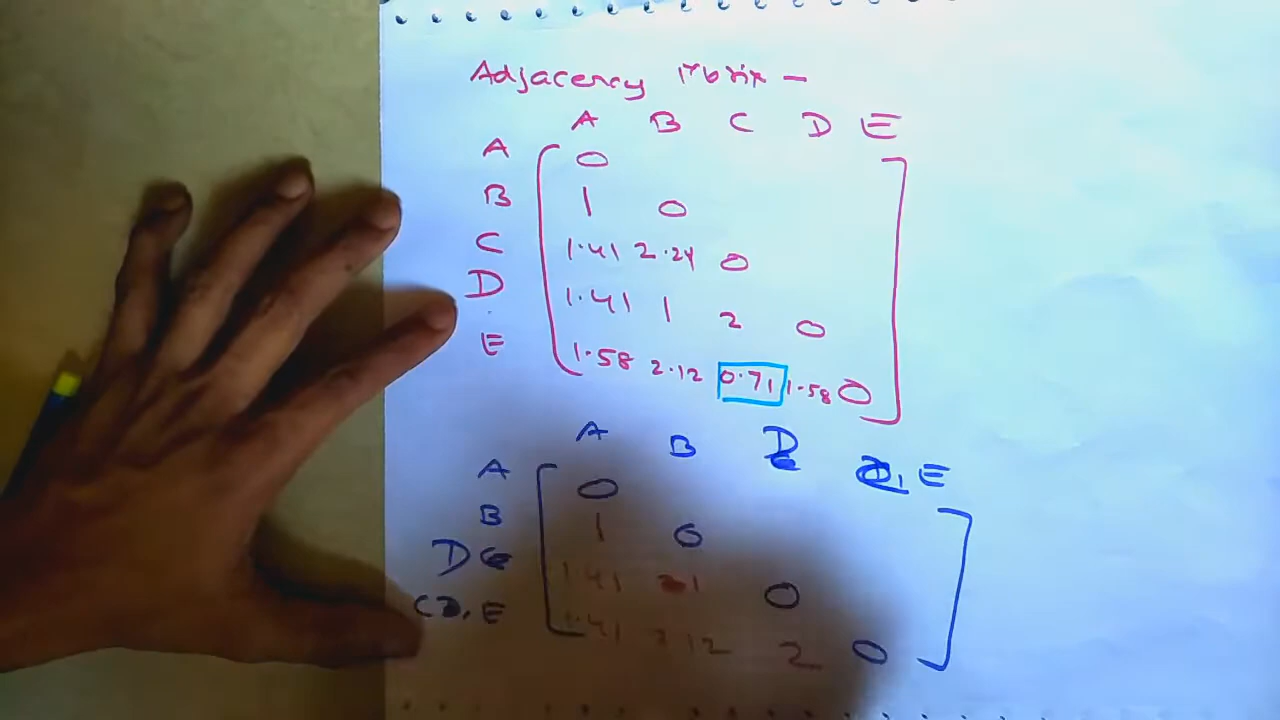 Adjacency
A B C D E
A 0
B 1 0
C 1.41 2.24 0
D 1.41 1 2 0
E 1.58 2.12 0.71 1.58 0
A B D C, E
A 0
B 1 0
D 1.41 1 0
C E 1.41 2.12 2 0